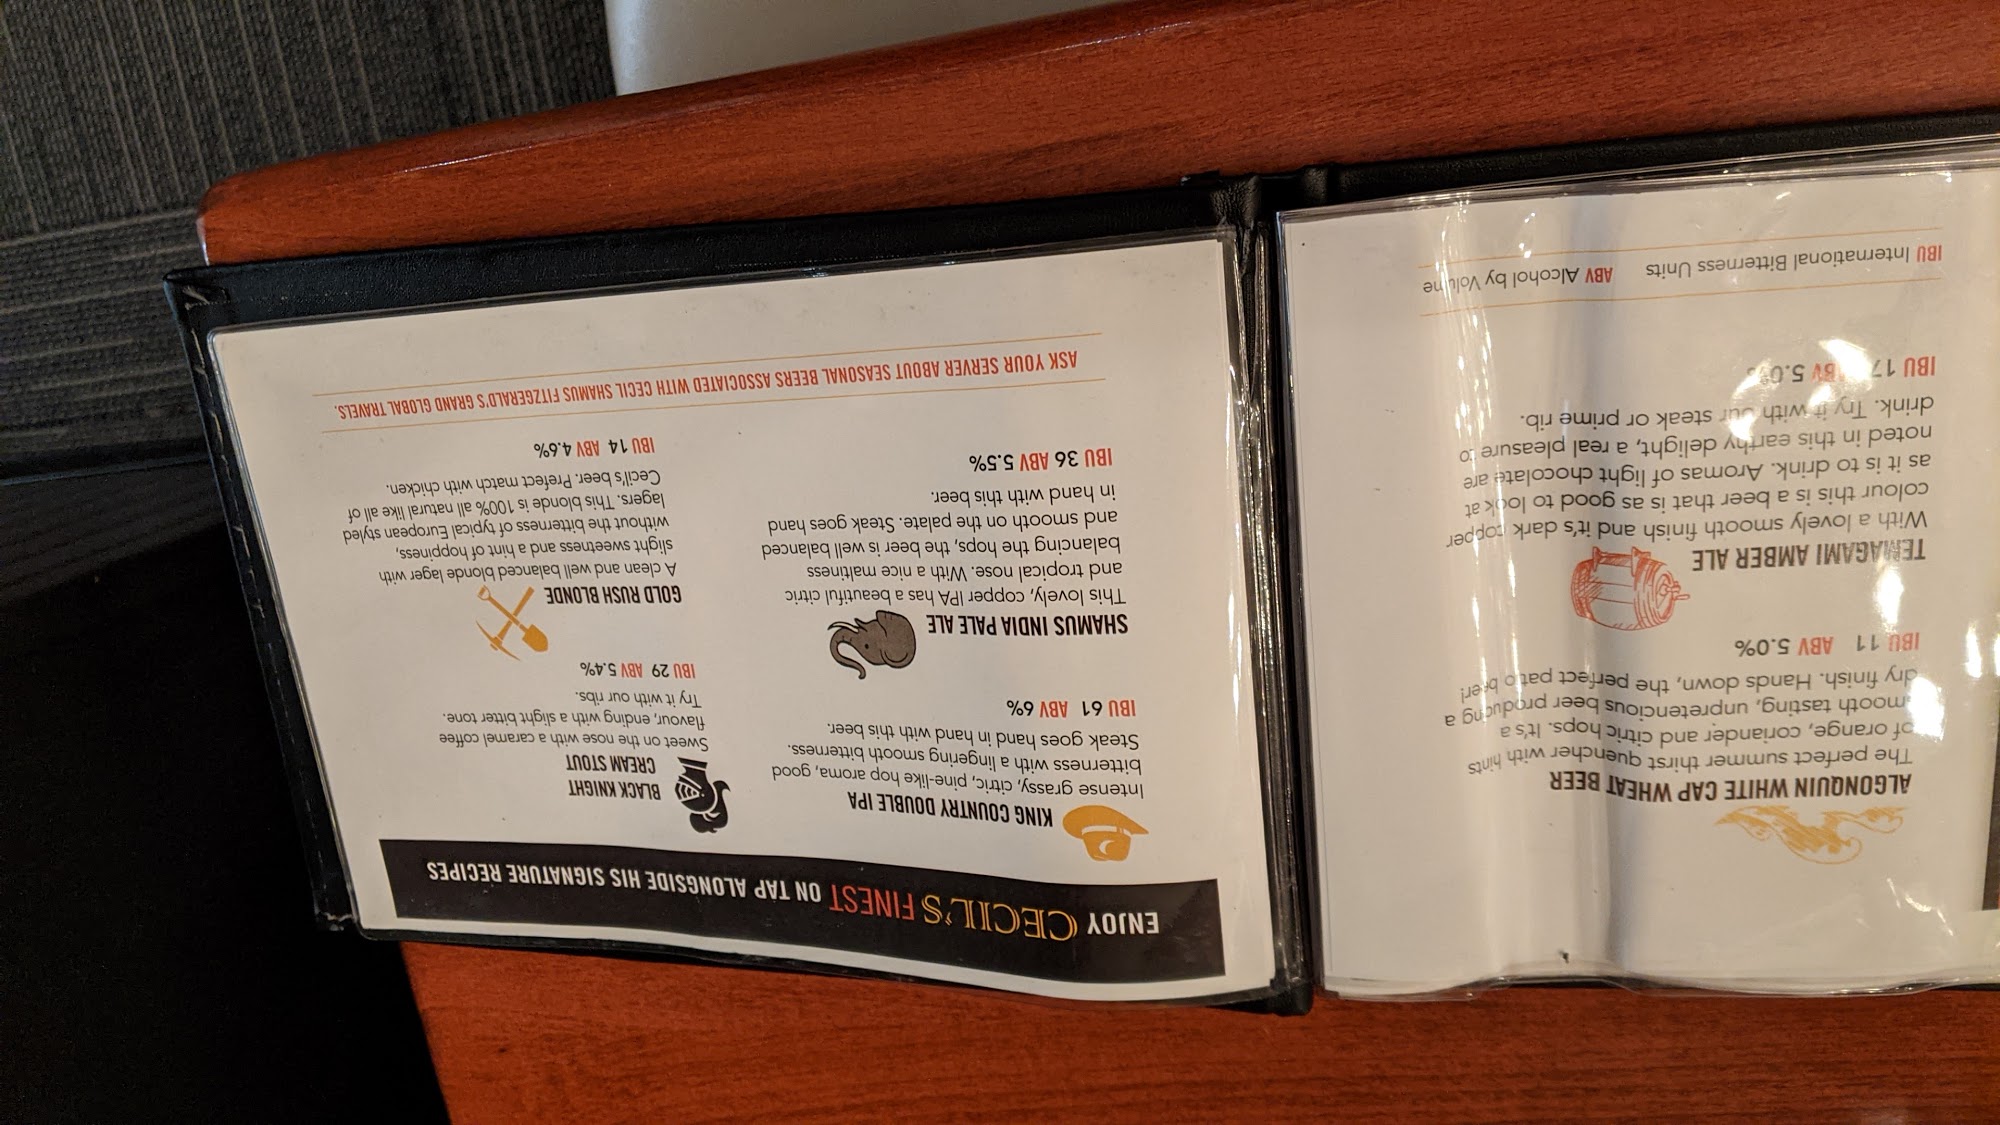 ENJOY CECIL'S FINEST ON TAP ALONGSIDE HIS SIGNATURE RECIPES
KING COUNTRY DOUBLE IPA
Intense grassy, citric, pine-like hop aroma, good
bitterness with a lingering smooth bitterness.
Steak goes hand in hand with this beer.
IBU 61 ABV 6%
SHAMUS INDIA PALE ALE
This lovely, copper IPA has a beautiful citric
and tropical nose. With a nice maltiness
balancing the hops, the beer is well balanced
and smooth on the palate. Steak goes hand
in hand with this beer.
IBU 36 ABV 5.5%
BLACK KNIGHT
CREAM STOUT
Sweet on the nose with a caramel coffee
flavour, ending with a slight bitter tone.
Try it with our ribs.
IBU 29 ABV 5.4%
GOLD RUSH BLONDE
A clean and well balanced blonde lager with
slight sweetness and a hint of hoppiness,
without the bitterness of typical European styled
lagers. This blonde is 100% all natural like all of
Cecil's beer. Prefect match with chicken.
IBU 14 ABV 4.6%
ASK YOUR SERVER ABOUT SEASONAL BEERS ASSOCIATED WITH CECIL SHAMUS FITZGERALD'S GRAND GLOBAL TRAVELS.
ALGONQUIN WHITE CAP WHEAT BEER
The perfect summer thirst quencher with hints
of orange, coriander and citric hops. It's a
smooth tasting, unpretencious beer producing a
dry finish. Hands down, the perfect patio beer!
IBU 11 ABV 5.0%
TEMAGAMI AMBER ALE
With a lovely smooth finish and it's dark copper
colour this is a beer that is as good to look at
as it is to drink. Aromas of light chocolate are
noted in this earthy delight, a real pleasure to
drink. Try it with our steak or prime rib.
IBU 17 ABV 5.0%
IBU International Bitterness Units ABV Alcohol by Volume